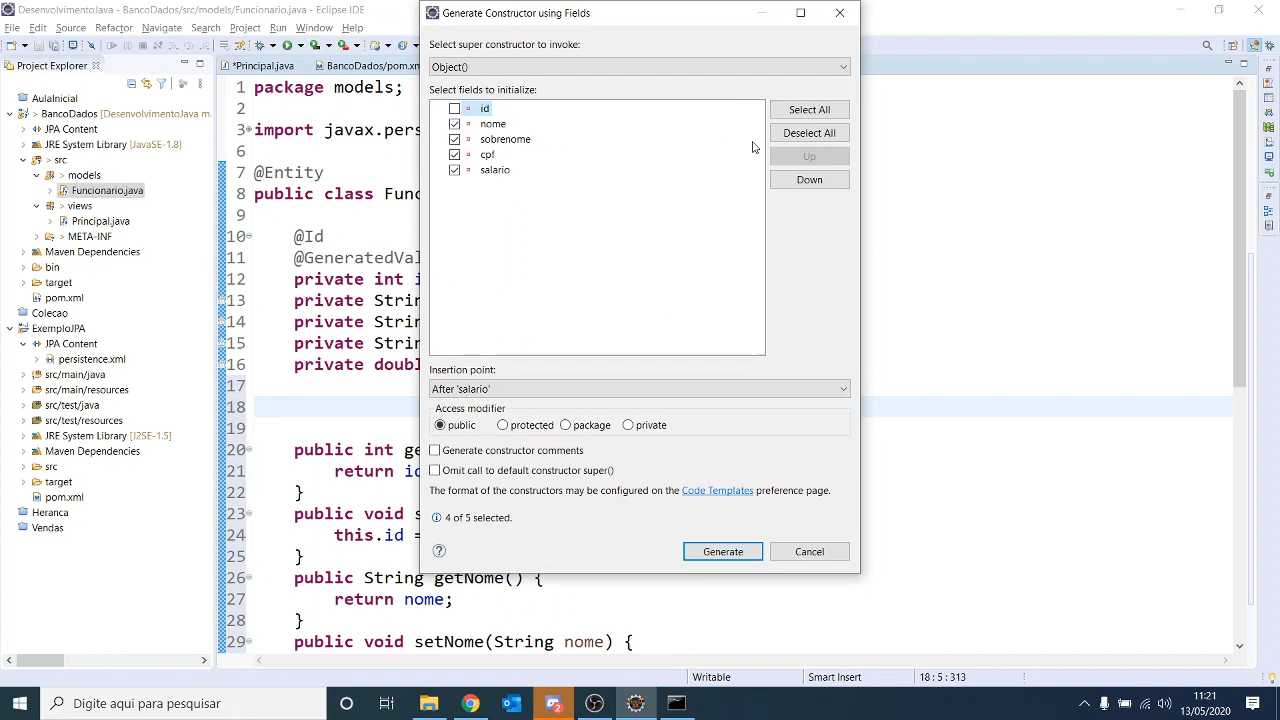 DesenvolvimentoJava - BancoDados/src/models/Funcionario.java - Eclipse IDE
File Edit Source Refactor Navigate Search Project Run Window Help
Generate Constructor using Fields
Select super constructor to invoke:
Object()
Select fields to initialize:
id
nome
sobrenome
cpf
salario
Select All
Deselect All
Up
Down
Insertion point:
After 'salario'
Access modifier
public protected package private
Generate constructor comments
Omit call to default constructor super()
The format of the constructors may be configured on the Code Templates preference page.
4 of 5 selected.
Generate Cancel
Project Explorer
AulaInicial
BancoDados [DesenvolvimentoJava m
JPA Content
JRE System Library [JavaSE-1.8]
src
models
Funcionario.java
views
Principal.java
META-INF
Maven Dependencies
bin
target
pom.xml
Colecao
ExemploJPA
JPA Content
persistence.xml
src/main/java
src/main/resources
src/test/java
src/test/resources
JRE System Library [J2SE-1.5]
Maven Dependencies
src
target
pom.xml
Heranca
Vendas
*Principal.java BancoDados/pom.xm
1 package models;
2
3 import javax.pers
6
7 @Entity
8 public class Func
9
10 @Id
11 @GeneratedVal
12 private int i
13 private Strin
14 private Strin
15 private Strin
16 private doubl
17
18
19
20 public int ge
21 return id
22 }
23 public void s
24 this.id =
25 }
26 public String getNome() {
27 return nome;
28 }
29 public void setNome(String nome) {
Writable Smart Insert 18 : 5 : 313
Digite aqui para pesquisar
11:21
13/05/2020